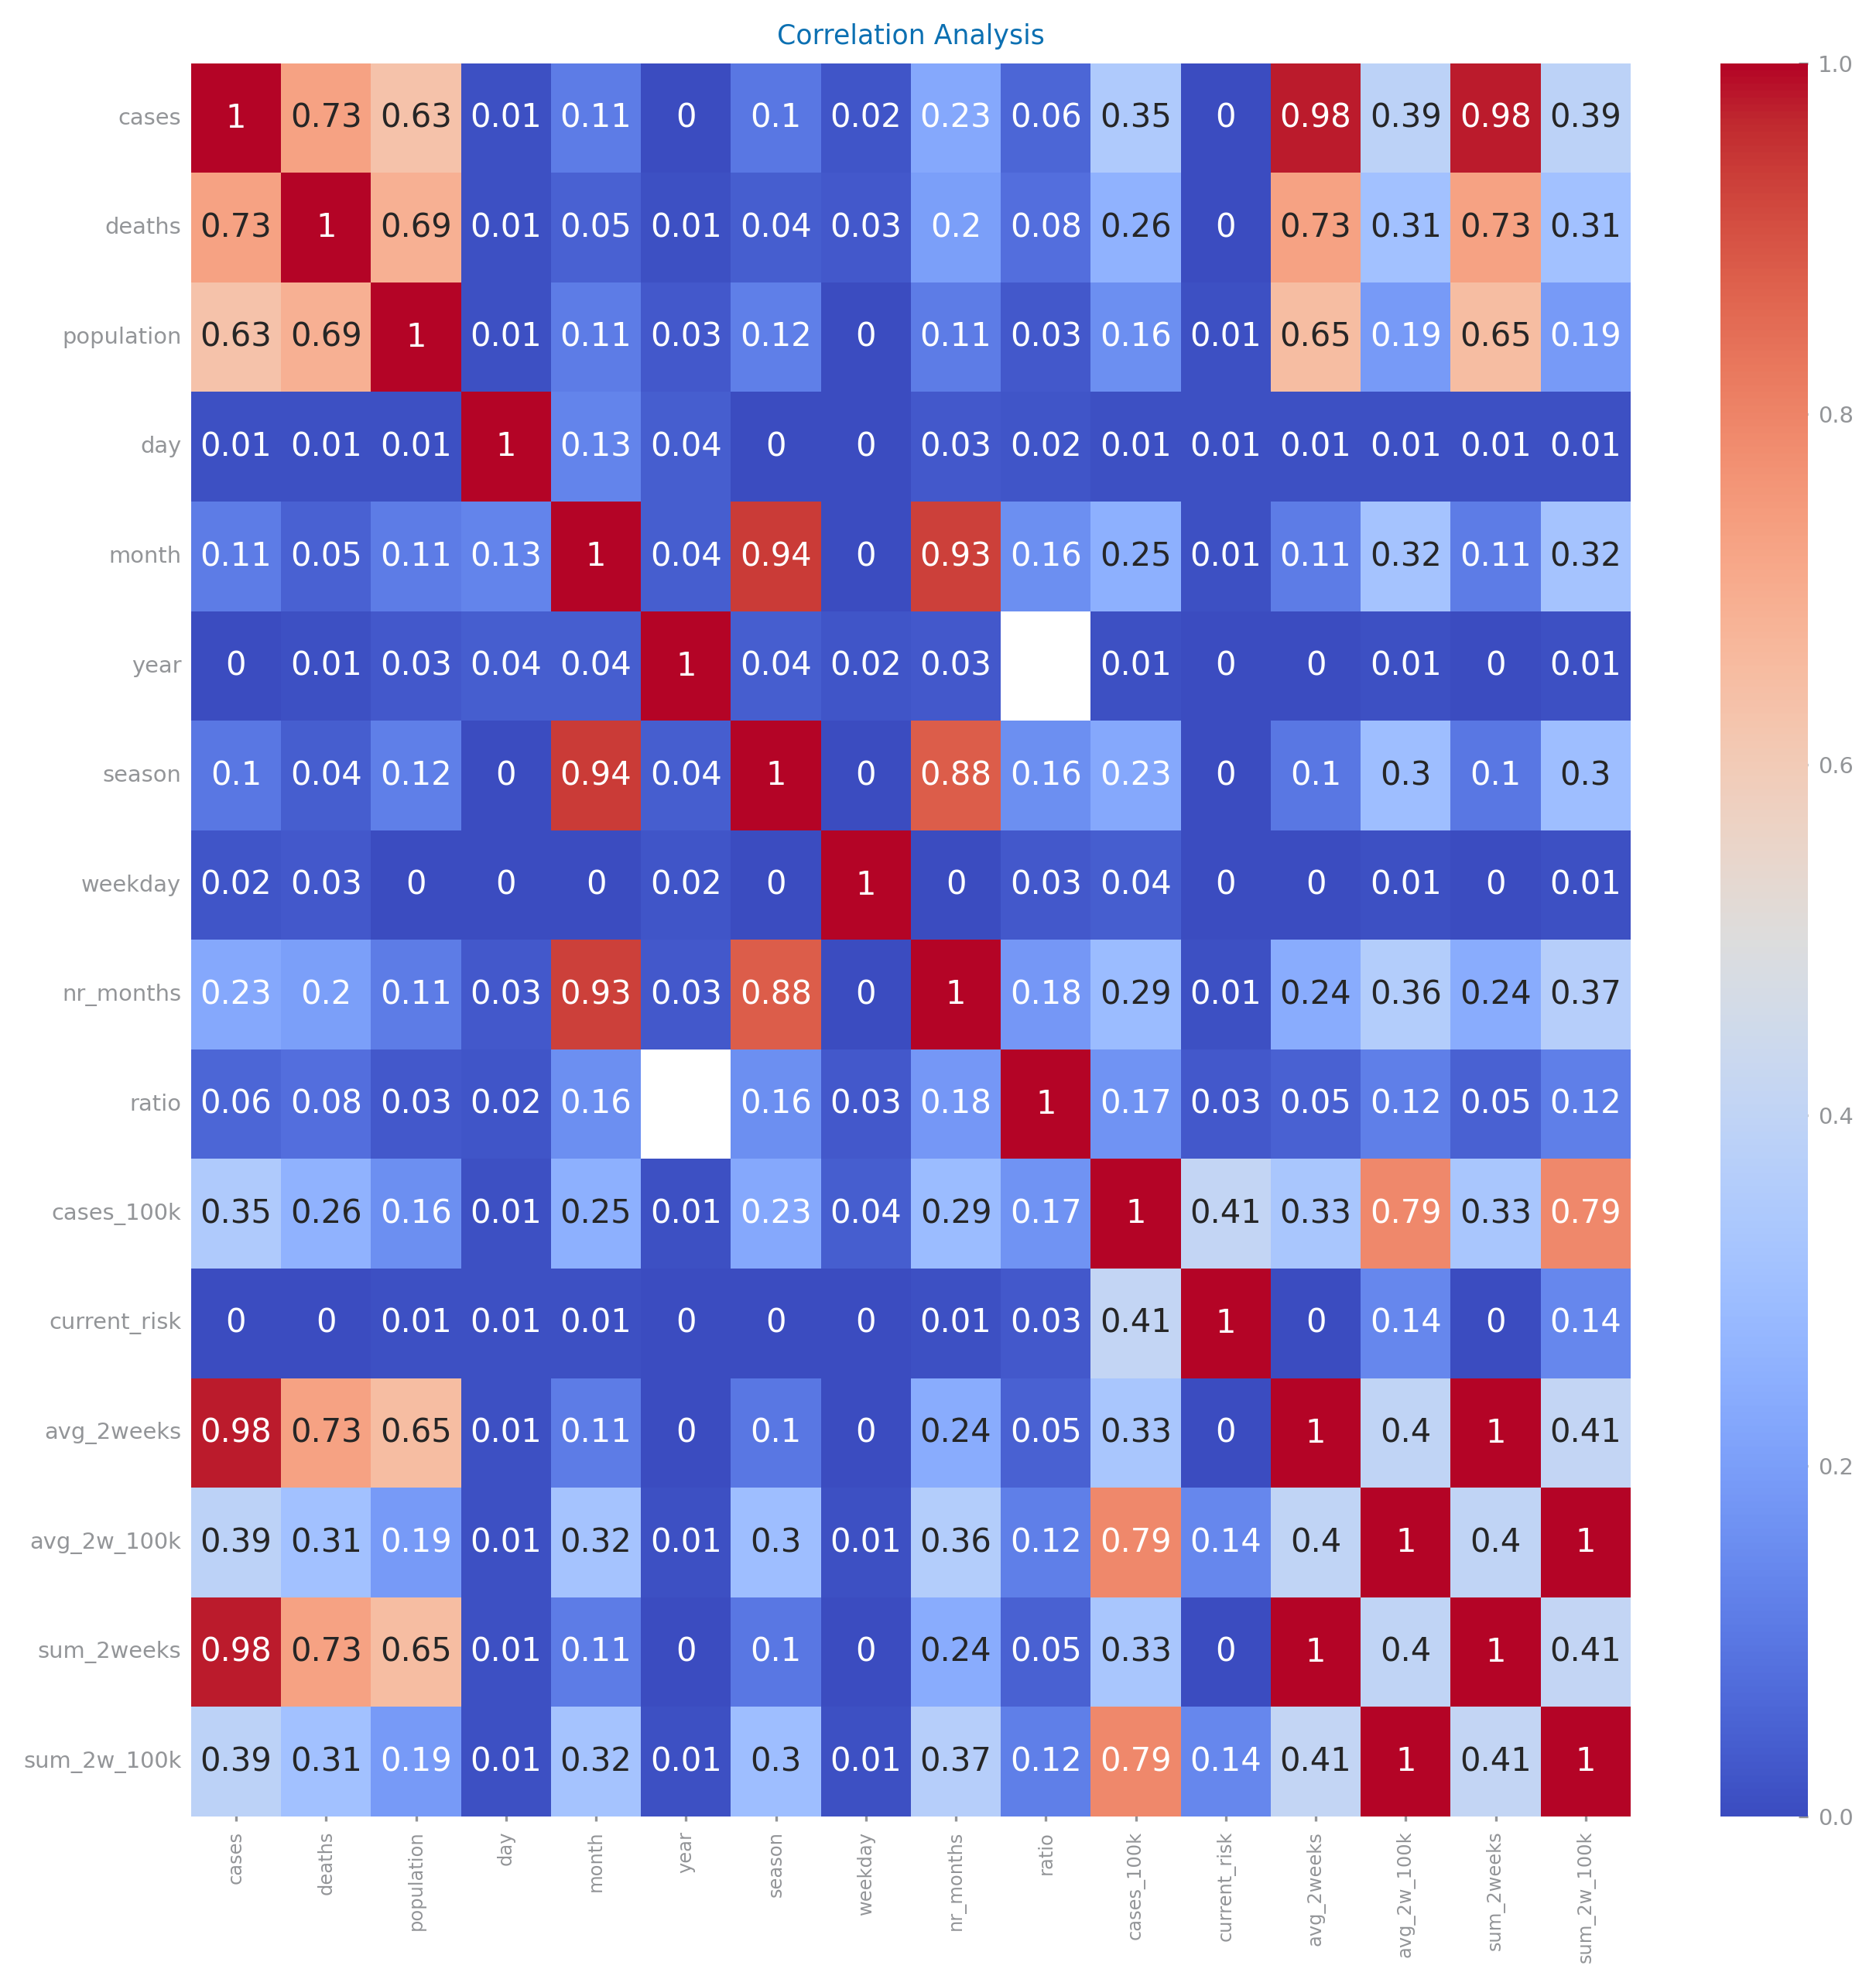 Correlation Analysis
cases 1 0.73 0.63 0.01 0.11 0 0.1 0.02 0.23 0.06 0.35 0 0.98 0.39 0.98 0.39
deaths 0.73 1 0.69 0.01 0.05 0.01 0.04 0.03 0.2 0.08 0.26 0 0.73 0.31 0.73 0.31
population 0.63 0.69 1 0.01 0.11 0.03 0.12 0 0.11 0.03 0.16 0.01 0.65 0.19 0.65 0.19
day 0.01 0.01 0.01 1 0.13 0.04 0 0 0.03 0.02 0.01 0.01 0.01 0.01 0.01 0.01
month 0.11 0.05 0.11 0.13 1 0.04 0.94 0 0.93 0.16 0.25 0.01 0.11 0.32 0.11 0.32
year 0 0.01 0.03 0.04 0.04 1 0.04 0.02 0.03 0.01 0 0 0.01 0 0.01
season 0.1 0.04 0.12 0 0.94 0.04 1 0 0.88 0.16 0.23 0 0.1 0.3 0.1 0.3
weekday 0.02 0.03 0 0 0 0.02 0 1 0 0.03 0.04 0 0 0.01 0 0.01
nr_months 0.23 0.2 0.11 0.03 0.93 0.03 0.88 0 1 0.18 0.29 0.01 0.24 0.36 0.24 0.37
ratio 0.06 0.08 0.03 0.02 0.16 0.16 0.03 0.18 1 0.17 0.03 0.05 0.12 0.05 0.12
cases_100k 0.35 0.26 0.16 0.01 0.25 0.01 0.23 0.04 0.29 0.17 1 0.41 0.33 0.79 0.33 0.79
current_risk 0 0 0.01 0.01 0.01 0 0 0 0.01 0.03 0.41 1 0 0.14 0 0.14
avg_2weeks 0.98 0.73 0.65 0.01 0.11 0 0.1 0 0.24 0.05 0.33 0 1 0.4 1 0.41
avg_2w_100k 0.39 0.31 0.19 0.01 0.32 0.01 0.3 0.01 0.36 0.12 0.79 0.14 0.4 1 0.4 1
sum_2weeks 0.98 0.73 0.65 0.01 0.11 0 0.1 0 0.24 0.05 0.33 0 1 0.4 1 0.41
sum_2w_100k 0.39 0.31 0.19 0.01 0.32 0.01 0.3 0.01 0.37 0.12 0.79 0.14 0.41 1 0.41 1
cases deaths population day month year season weekday nr_months ratio cases_100k current_risk avg_2weeks avg_2w_100k sum_2weeks sum_2w_100k
1.0
0.8
0.6
0.4
0.2
0.0